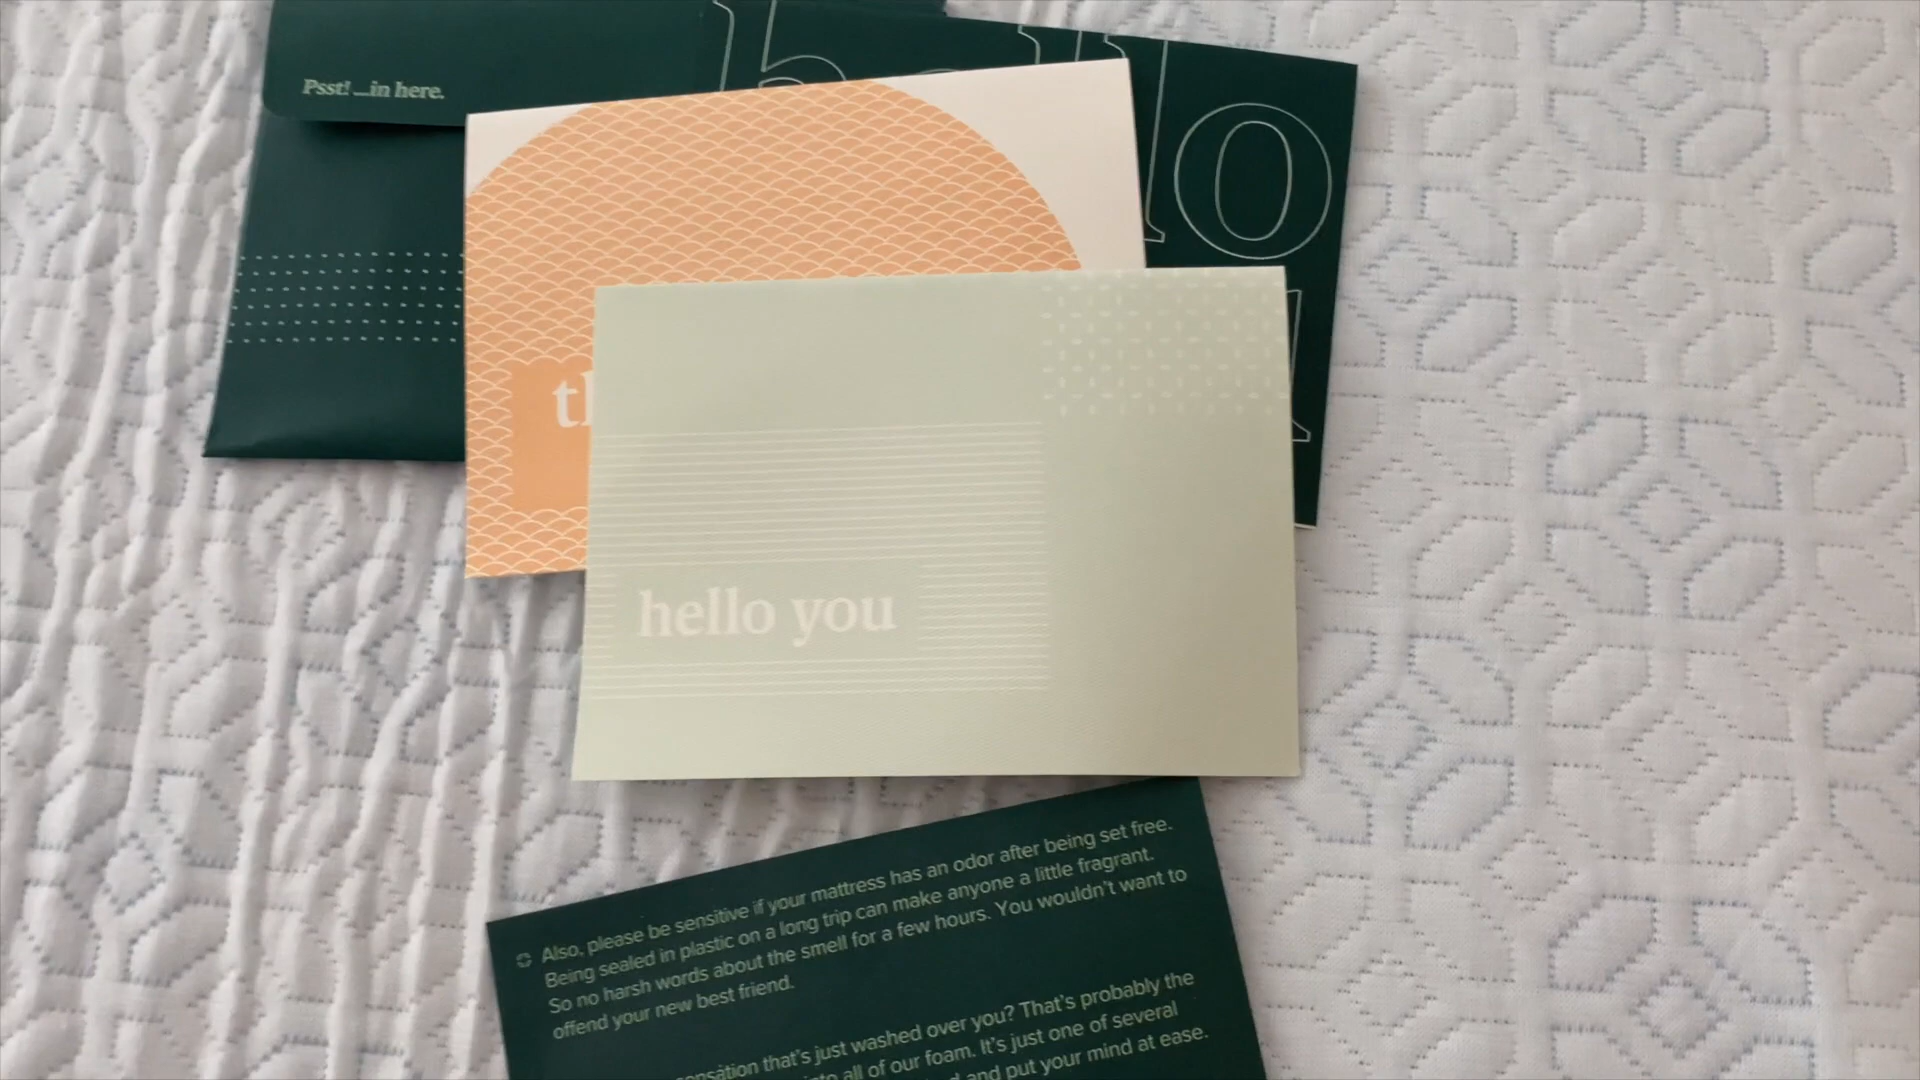 Psst! ...in here.
hello
hello you
Also, please be sensitive if your mattress has an odor after being set free.
Being sealed in plastic on a long trip can make anyone a little fragrant.
So no harsh words about the smell for a few hours. You wouldn't want to
offend your new best friend.
that's just washed over you? That's probably the
all of our foam. It's just one of several
and put your mind at ease.